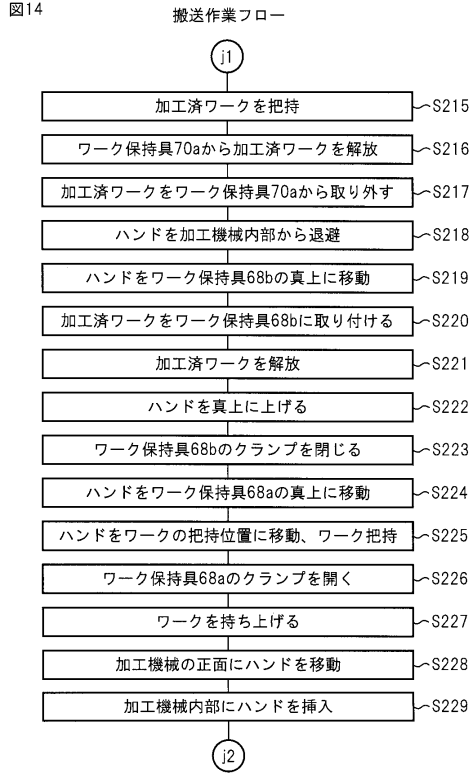 図14
搬送作業フロー
j1
加工済ワークを把持 S215
ワーク保持具70aから加工済ワークを解放 S216
加工済ワークをワーク保持具70aから取り外す S217
ハンドを加工機械内部から退避 S218
ハンドをワーク保持具68bの真上に移動 S219
加工済ワークをワーク保持具68bに取り付ける S220
加工済ワークを解放 S221
ハンドを真上に上げる S222
ワーク保持具68bのクランプを閉じる S223
ハンドをワーク保持具68aの真上に移動 S224
ハンドをワークの把持位置に移動、ワーク把持 S225
ワーク保持具68aのクランプを開く S226
ワークを持ち上げる S227
加工機械の正面にハンドを移動 S228
加工機械内部にハンドを挿入 S229
j2